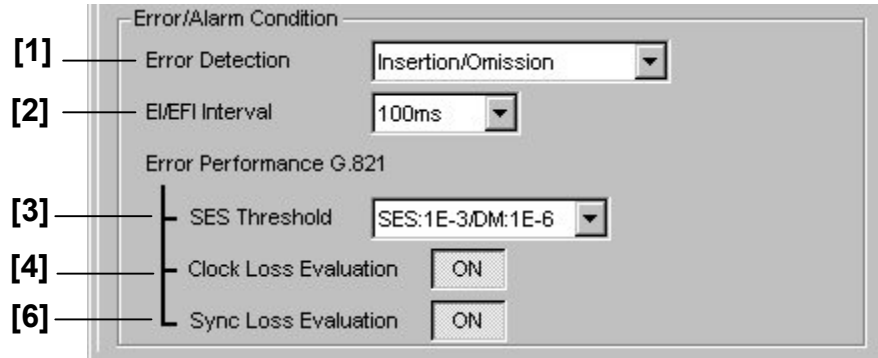 Error/Alarm Condition
[1] Error Detection Insertion/Omission
[2] EI/EFI Interval 100ms
Error Performance G.821
[3] SES Threshold SES:1E-3/DM:1E-6
[4] Clock Loss Evaluation ON
[6] Sync Loss Evaluation ON